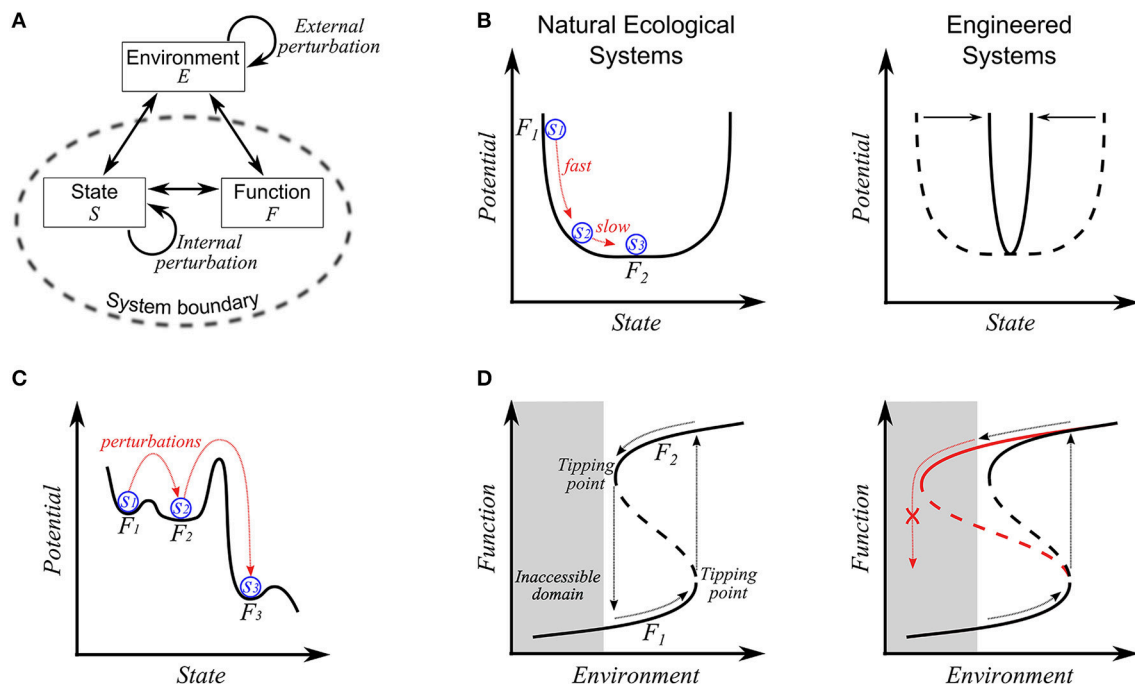 A
External
perturbation
Environment
E
State
S
Function
F
Internal
perturbation
System boundary
B
Natural Ecological
Systems
Potential
F1
S1
fast
S2
slow
S3
F2
State
Engineered
Systems
Potential
State
C
Potential
perturbations
S1
F1
S2
F2
S3
F3
State
D
Function
F2
Tipping
point
Inaccessible
domain
Tipping
point
F1
Environment
Function
Environment